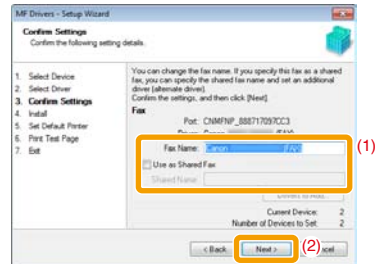 MF Drivers - Setup Wizard
Confirm Settings
Confirm the following setting details.
1. Select Device
2. Select Driver
3. Confirm Settings
4. Install
5. Set Default Printer
6. Print Test Page
7. Exit
You can change the fax name. If you specify this fax as a shared
fax, you can specify the shared fax name and set an additional
driver (alternate driver).
Confirm the settings, and then click [Next].
Fax
Port: CNMFNP_888717097CC3
Canon (FAX)
Fax Name: Canon (FAX)
(1)
Use as Shared Fax
Shared Name:
Current Device: 2
Number of Devices to Set: 2
< Back
Next >
(2)